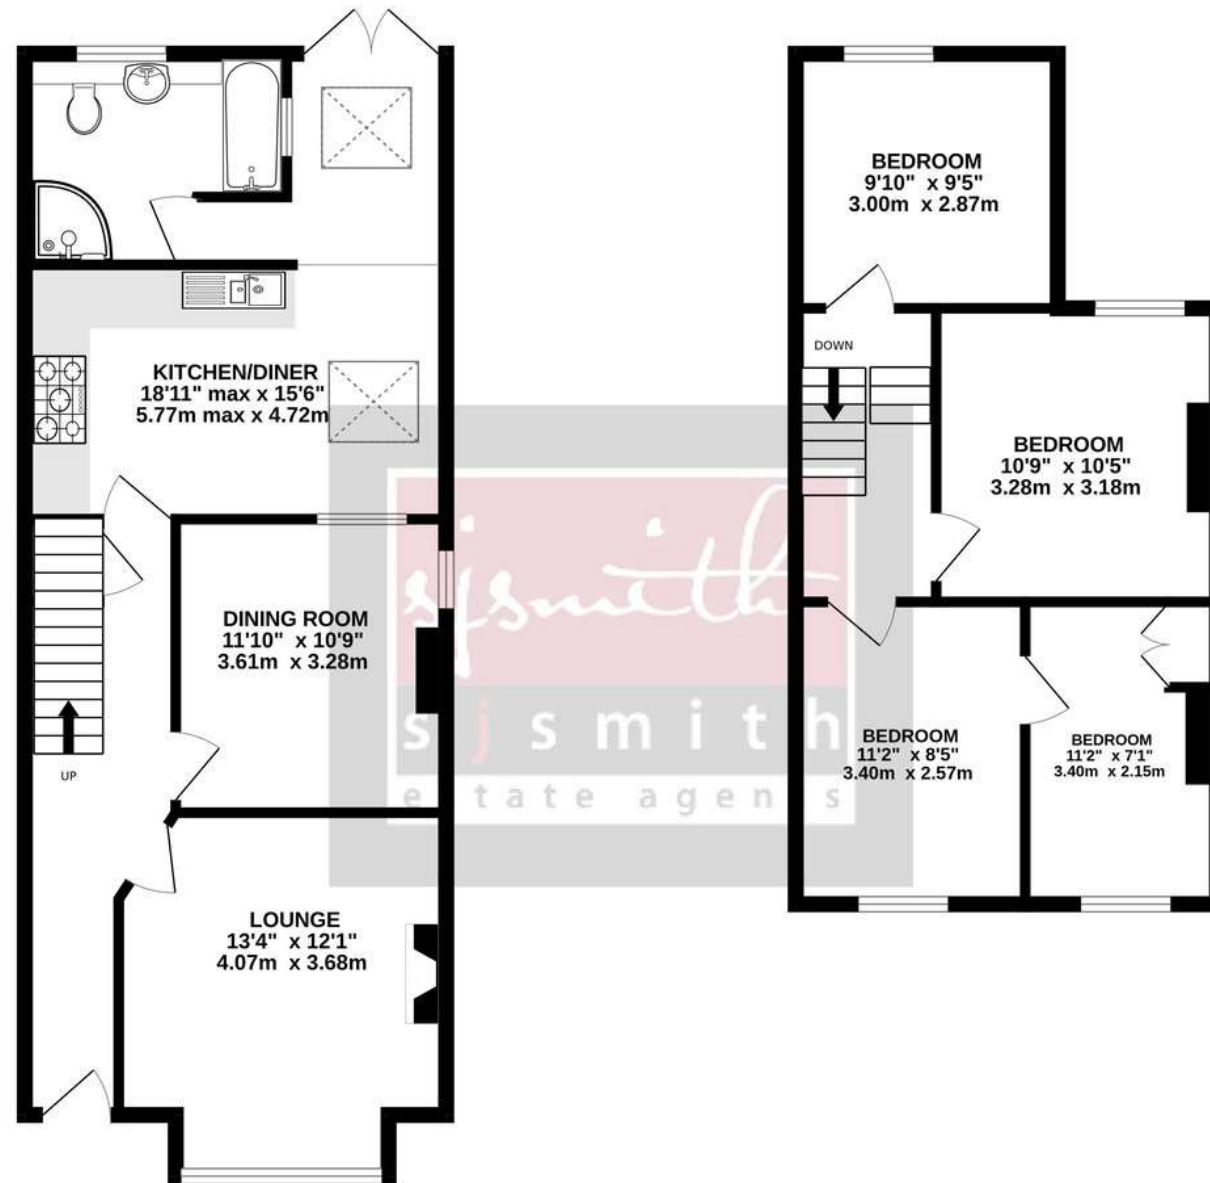 KITCHEN/DINER
18'11" max x 15'6"
5.77m max x 4.72m
DINING ROOM
11'10" x 10'9"
3.61m x 3.28m
UP
LOUNGE
13'4" x 12'1"
4.07m x 3.68m
BEDROOM
9'10" x 9'5"
3.00m x 2.87m
DOWN
BEDROOM
10'9" x 10'5"
3.28m x 3.18m
BEDROOM
11'2" x 8'5"
3.40m x 2.57m
BEDROOM
11'2" x 7'1"
3.40m x 2.15m
sjsmith
sjsmith
estate agents